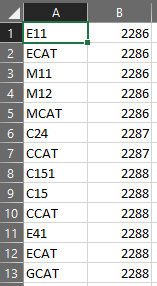 A B
1 E11 2286
2 ECAT 2286
3 M11 2286
4 M12 2286
5 MCAT 2286
6 C24 2287
7 CCAT 2287
8 C151 2288
9 C15 2288
10 CCAT 2288
11 E41 2288
12 ECAT 2288
13 GCAT 2288